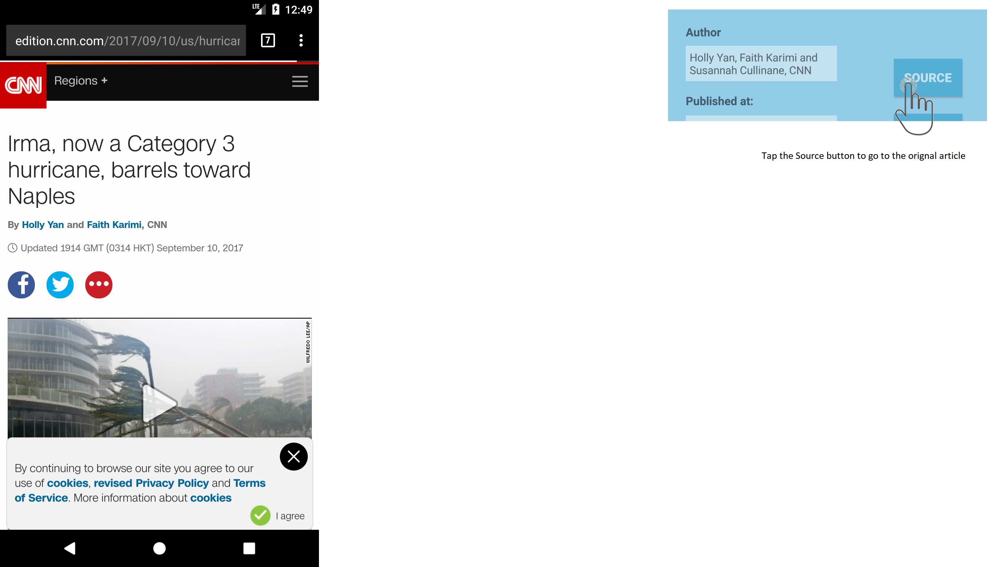 LTE 12:49
edition.cnn.com/2017/09/10/us/hurricar
7
CNN
Regions +
Irma, now a Category 3
hurricane, barrels toward
Naples
By Holly Yan and Faith Karimi, CNN
Updated 1914 GMT (0314 HKT) September 10, 2017
WILFREDO LEE/AP
By continuing to browse our site you agree to our
use of cookies, revised Privacy Policy and Terms
of Service. More information about cookies
I agree
Author
Holly Yan, Faith Karimi and
Susannah Cullinane, CNN
SOURCE
Published at:
Tap the Source button to go to the orignal article